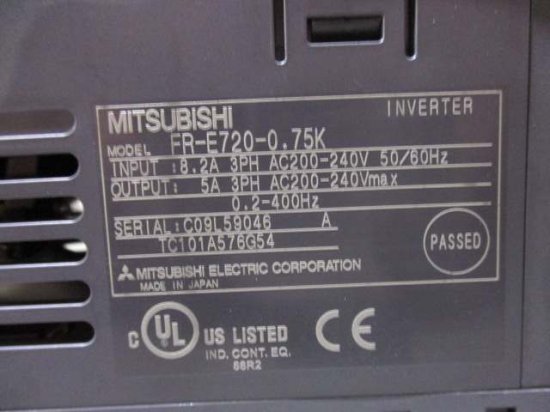 MITSUBISHI
INVERTER
MODEL FR-E720-0.75K
INPUT : 8.2A 3PH AC200-240V 50/60Hz
OUTPUT: 5A 3PH AC200-240Vmax
0.2-400Hz
SERIAL:C09L59046 A
TC101A576G54
PASSED
MITSUBISHI ELECTRIC CORPORATION
MADE IN JAPAN
C UL US LISTED CE
IND. CONT. EQ.
66R2